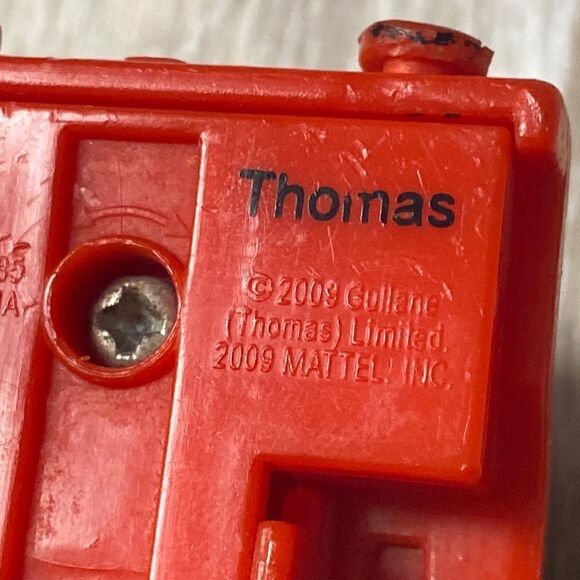 Thomas
©2009 Gullane
(Thomas) Limited.
2009 MATTEL, INC.